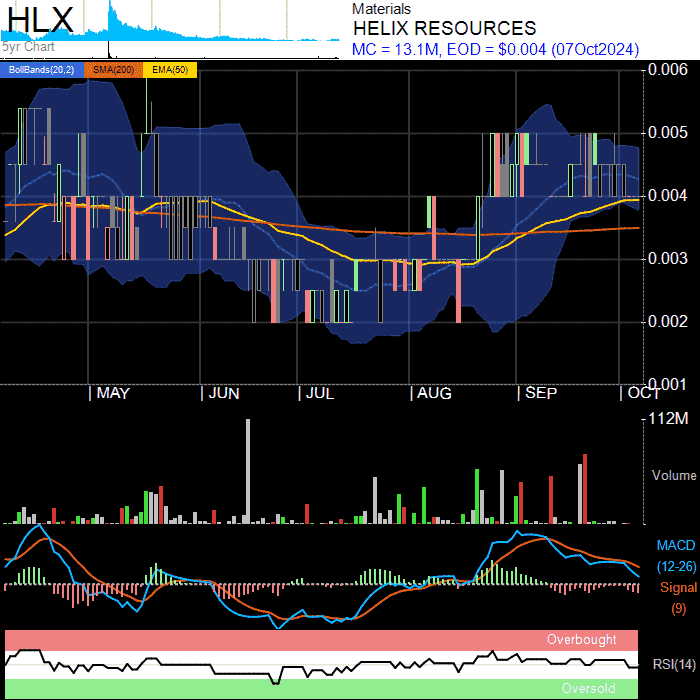 HLX
5yr Chart
Materials
HELIX RESOURCES
MC = 13.1M, EOD = $0.004 (07Oct2024)
BollBands(20,2) SMA(200) EMA(50)
0.006
0.005
0.004
0.003
0.002
0.001
MAY JUN JUL AUG SEP OCT
112M
Volume
MACD
(12-26)
Signal
(9)
Overbought
RSI(14)
Oversold